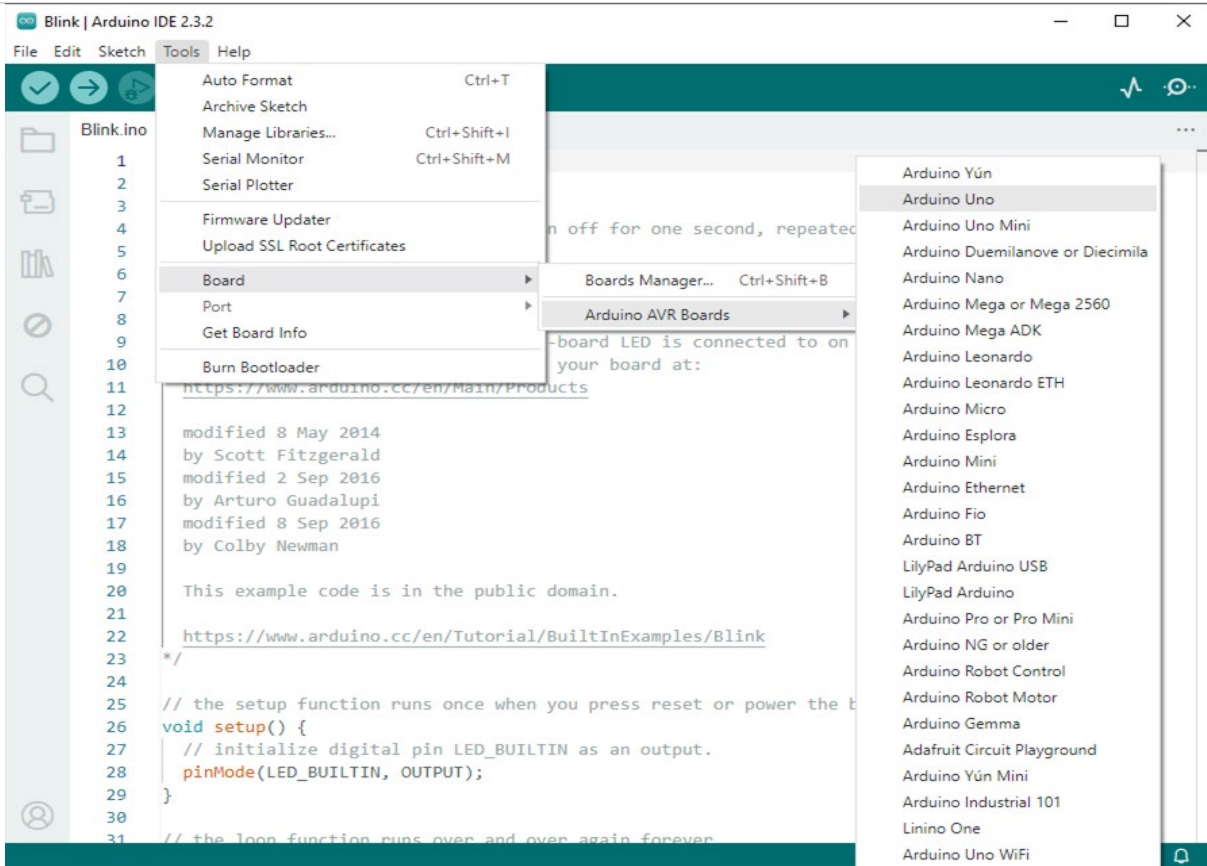 Blink | Arduino IDE 2.3.2
File Edit Sketch Tools Help
Blink.ino
Auto Format Ctrl+T
Archive Sketch
Manage Libraries... Ctrl+Shift+I
Serial Monitor Ctrl+Shift+M
Serial Plotter
Firmware Updater
Upload SSL Root Certificates
Board
Port
Get Board Info
Burn Bootloader
Boards Manager... Ctrl+Shift+B
Arduino AVR Boards
Arduino Yún
Arduino Uno
Arduino Uno Mini
Arduino Duemilanove or Diecimila
Arduino Nano
Arduino Mega or Mega 2560
Arduino Mega ADK
Arduino Leonardo
Arduino Leonardo ETH
Arduino Micro
Arduino Esplora
Arduino Mini
Arduino Ethernet
Arduino Fio
Arduino BT
LilyPad Arduino USB
LilyPad Arduino
Arduino Pro or Pro Mini
Arduino NG or older
Arduino Robot Control
Arduino Robot Motor
Arduino Gemma
Adafruit Circuit Playground
Arduino Yún Mini
Arduino Industrial 101
Linino One
Arduino Uno WiFi
1
2
3
4 n off for one second, repeated
5
6
7
8
9 -board LED is connected to on
10 your board at:
11 https://www.arduino.cc/en/Main/Products
12
13 modified 8 May 2014
14 by Scott Fitzgerald
15 modified 2 Sep 2016
16 by Arturo Guadalupi
17 modified 8 Sep 2016
18 by Colby Newman
19
20 This example code is in the public domain.
21
22 https://www.arduino.cc/en/Tutorial/BuiltInExamples/Blink
23 */
24
25 // the setup function runs once when you press reset or power the b
26 void setup() {
27 // initialize digital pin LED_BUILTIN as an output.
28 pinMode(LED_BUILTIN, OUTPUT);
29 }
30
31 // the loop function runs over and over again forever